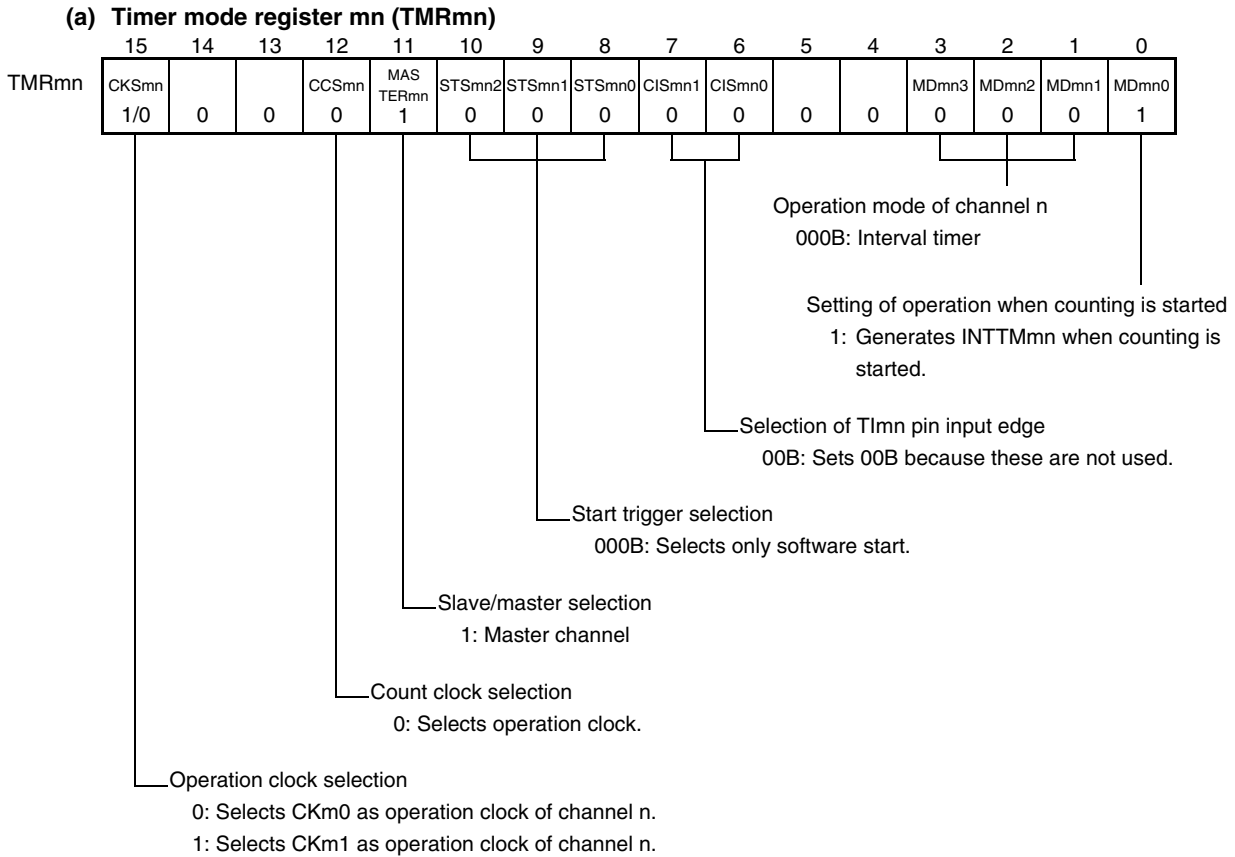 (a) Timer mode register mn (TMRmn)
15 14 13 12 11 10 9 8 7 6 5 4 3 2 1 0
TMRmn CKSmn CCSmn MAS TERmn STSmn2 STSmn1 STSmn0 CISmn1 CISmn0 MDmn3 MDmn2 MDmn1 MDmn0
1/0 0 0 0 1 0 0 0 0 0 0 0 0 0 0 1
Operation mode of channel n
000B: Interval timer
Setting of operation when counting is started
1: Generates INTTMmn when counting is
started.
Selection of TImn pin input edge
00B: Sets 00B because these are not used.
Start trigger selection
000B: Selects only software start.
Slave/master selection
1: Master channel
Count clock selection
0: Selects operation clock.
Operation clock selection
0: Selects CKm0 as operation clock of channel n.
1: Selects CKm1 as operation clock of channel n.